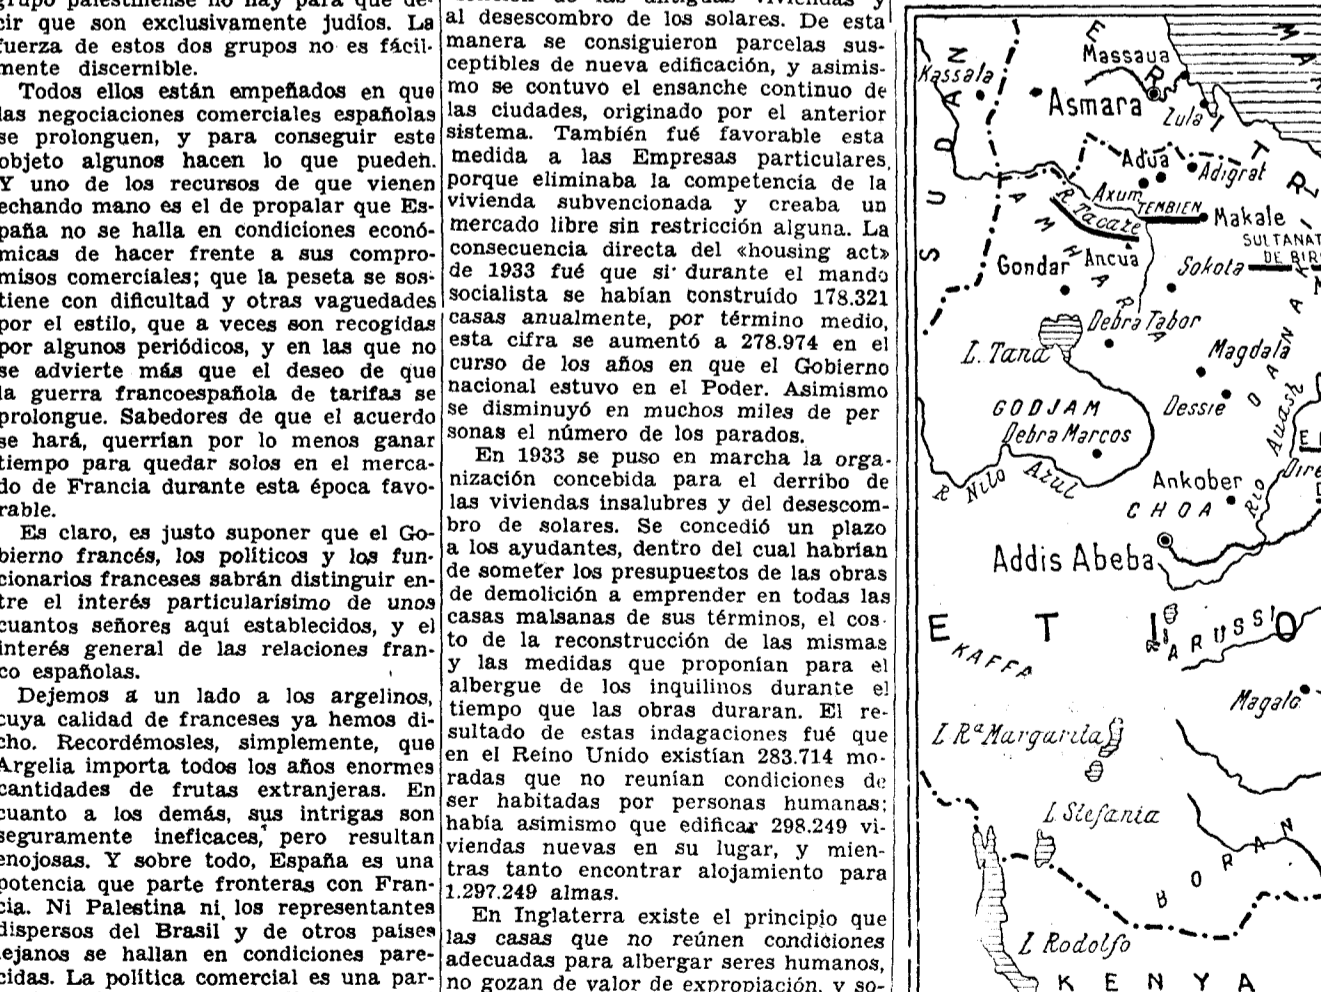 grupo palestiniense no hay para que de-
cir que son exclusivamente judíos. La
fuerza de estos dos grupos no es fácil-
mente discernible.
Todos ellos están empeñados en que
las negociaciones comerciales españolas
se prolonguen, y para conseguir este
objeto algunos hacen lo que pueden.
Y uno de los recursos de que vienen
echando mano es el de propalar que Es-
paña no se halla en condiciones econó-
micas de hacer frente a sus compro-
misos comerciales; que la peseta se sos-
tiene con dificultad y otras vaguedades
por el estilo, que a veces son recogidas
por algunos periódicos, y en las que no
se advierte más que el deseo de que
la guerra francoespañola de tarifas se
prolongue. Sabedores de que el acuerdo
se hará, querrían por lo menos ganar
tiempo para quedar solos en el merca-
do de Francia durante esta época favo-
rable.
Es claro, es justo suponer que el Go-
bierno francés, los políticos y los fun-
cionarios franceses sabrán distinguir en-
tre el interés particularísimo de unos
cuantos señores aquí establecidos, y el
interés general de las relaciones fran-
co españolas.
Dejemos a un lado a los argelinos,
cuya calidad de franceses ya hemos di-
cho. Recordémosles, simplemente, que
Argelia importa todos los años enormes
cantidades de frutas extranjeras. En
cuanto a los demás, sus intrigas son
seguramente ineficaces, pero resultan
enojosas. Y sobre todo, España es una
potencia que parte fronteras con Fran-
cia. Ni Palestina ni los representantes
dispersos del Brasil y de otros países
lejanos se hallan en condiciones pare-
cidas. La política comercial es una par-
al desescombro de los solares. De esta
manera se consiguieron parcelas sus-
ceptibles de nueva edificación, y asimis-
mo se contuvo el ensanche continuo de
las ciudades, originado por el anterior
sistema. También fué favorable esta
medida a las Empresas particulares,
porque eliminaba la competencia de la
vivienda subvencionada y creaba un
mercado libre sin restricción alguna. La
consecuencia directa del «housing act»
de 1933 fué que si durante el mando
socialista se habían construído 178.321
casas anualmente, por término medio,
esta cifra se aumentó a 278.974 en el
curso de los años en que el Gobierno
nacional estuvo en el Poder. Asimismo
se disminuyó en muchos miles de per
sonas el número de los parados.
En 1933 se puso en marcha la orga-
nización concebida para el derribo de
las viviendas insalubres y del desescom-
bro de solares. Se concedió un plazo
a los ayudantes, dentro del cual habrían
de someter los presupuestos de las obras
de demolición a emprender en todas las
casas malsanas de sus términos, el cos-
to de la reconstrucción de las mismas
y las medidas que proponían para el
albergue de los inquilinos durante el
tiempo que las obras duraran. El re-
sultado de estas indagaciones fué que
en el Reino Unido existían 283.714 mo-
radas que no reunían condiciones de
ser habitadas por personas humanas;
había asimismo que edificar 298.249 vi-
viendas nuevas en su lugar, y mien-
tras tanto encontrar alojamiento para
1.297.249 almas.
En Inglaterra existe el principio que
las casas que no reúnen condiciones
adecuadas para albergar seres humanos,
no gozan de valor de expropiación, y so-
Massaua
Kassala
SUDAN
Asmara
Zula
ERITR
Adua
Adigrat
Axum
TEMBIEN
Makale
R. Tacaze
AMHARA
SULTANAT
DE BIR
Gondar
Ancua
Sokota
Debra Tabor
L. Tana
Magdala
DANAK
GODJAM
Dessie
Debra Marcos
Auash
Dire
R Nilo Azul
Ankober
CHOA
Rio
Addis Abeba
ETIO
ARUSSI
KAFFA
Magalo
L Rª Margarita
L Stefania
BORAN
L Rodolfo
KENYA